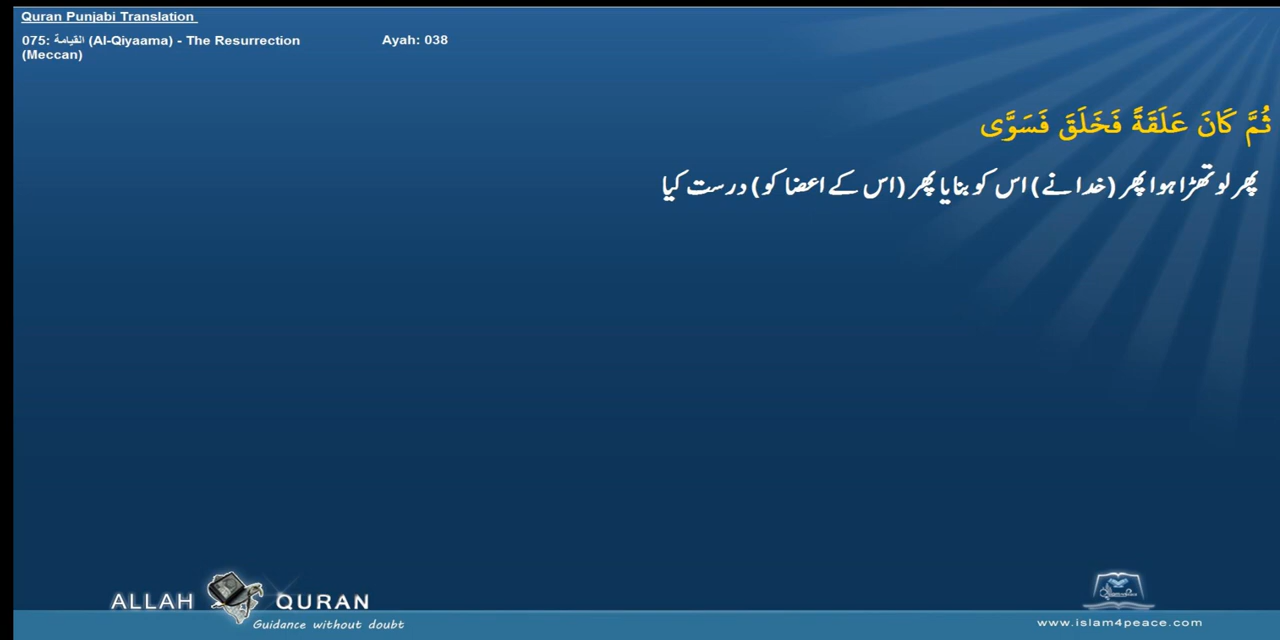 Quran Punjabi Translation
075: القيامة (Al-Qiyaama) - The Resurrection
(Meccan)
Ayah: 038
ثُمَّ كَانَ عَلَقَةً فَخَلَقَ فَسَوَّى
پھر لوتھڑا ہوا پھر (خدا نے) اس کو بنایا پھر (اس کے اعضا کو) درست کیا
ALLAH QURAN
Guidance without doubt
www.islam4peace.com